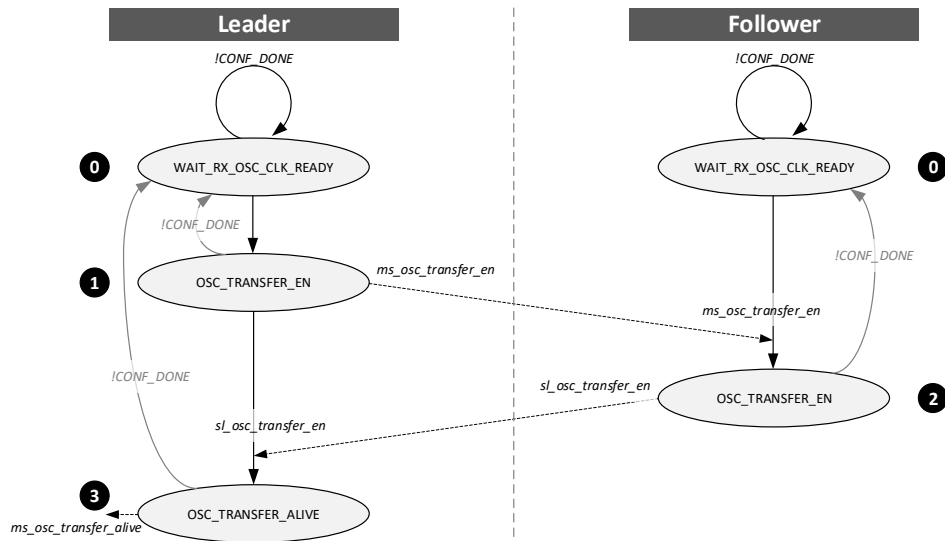 Leader
Follower
!CONF_DONE
!CONF_DONE
0
WAIT_RX_OSC_CLK_READY
WAIT_RX_OSC_CLK_READY
0
!CONF_DONE
!CONF_DONE
1
OSC_TRANSFER_EN
ms_osc_transfer_en
ms_osc_transfer_en
!CONF_DONE
sl_osc_transfer_en
OSC_TRANSFER_EN
2
sl_osc_transfer_en
3
OSC_TRANSFER_ALIVE
ms_osc_transfer_alive